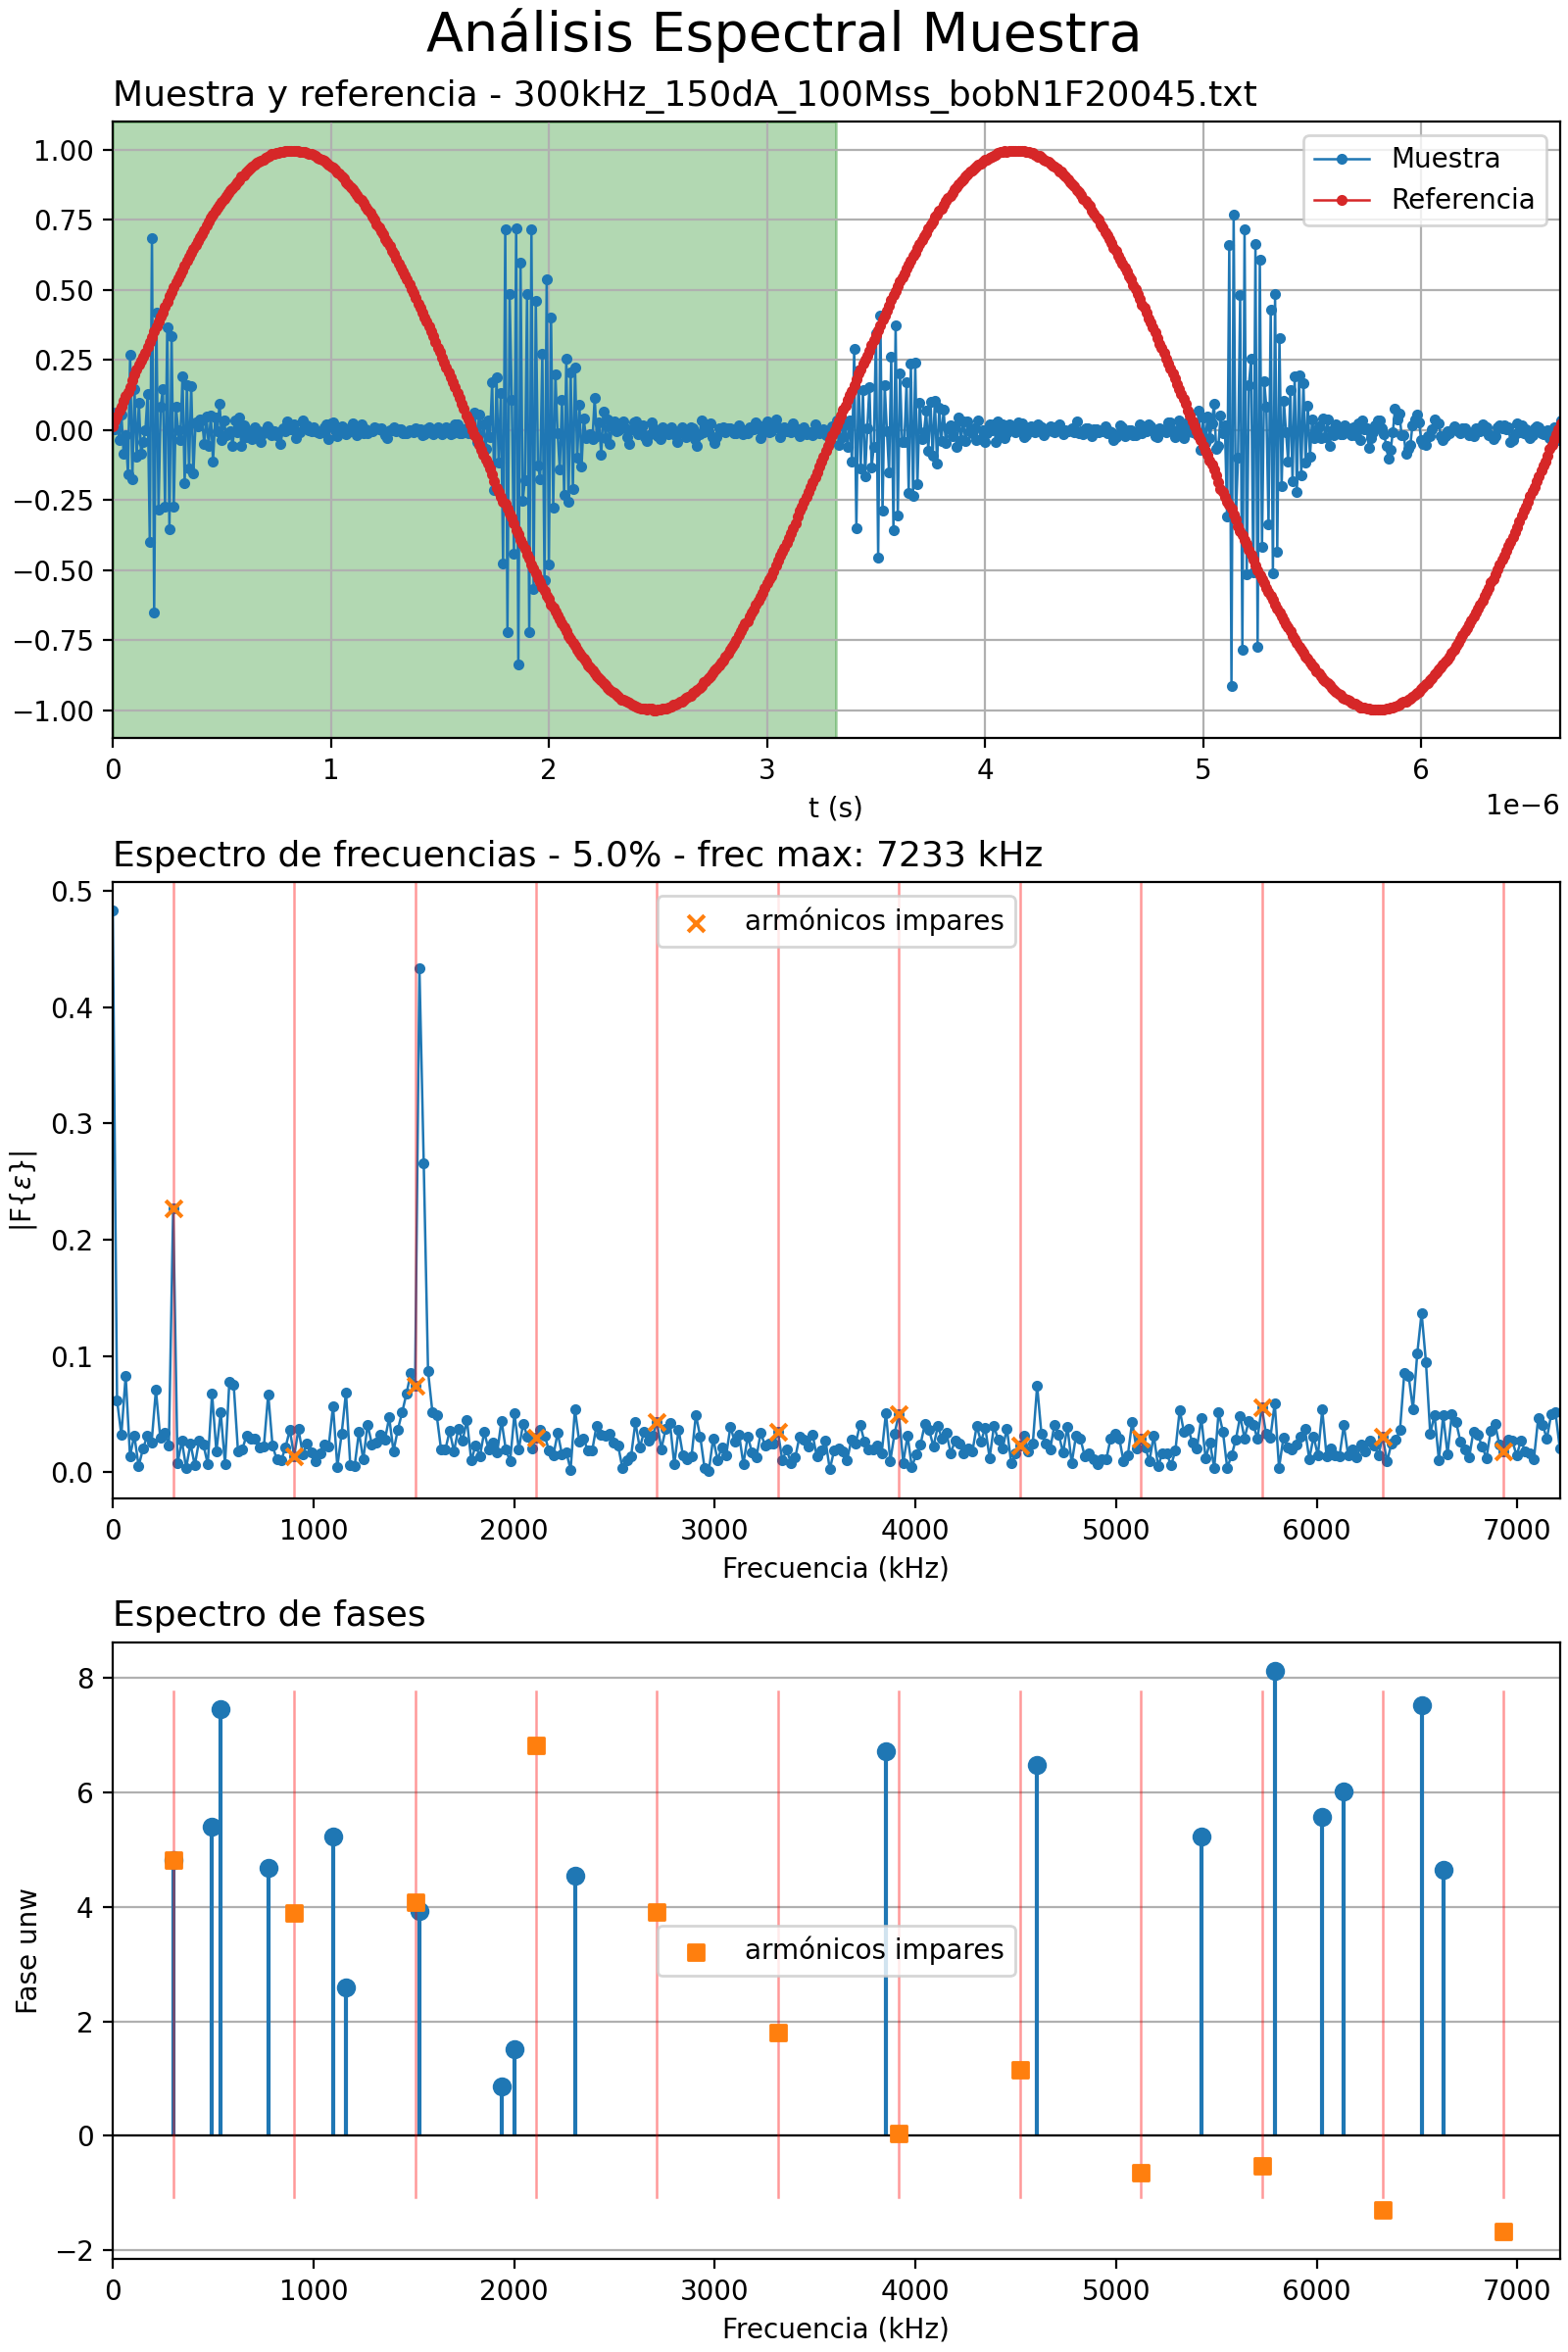 Análisis Espectral Muestra
Muestra y referencia - 300kHz_150dA_100Mss_bobN1F20045.txt
1.00
0.75
0.50
0.25
0.00
−0.25
−0.50
−0.75
−1.00
Muestra
Referencia
0 1 2 3 4 5 6
t (s)
1e−6
Espectro de frecuencias - 5.0% - frec max: 7233 kHz
0.5
0.4
0.3
0.2
0.1
0.0
|F{ε}|
armónicos impares
0 1000 2000 3000 4000 5000 6000 7000
Frecuencia (kHz)
Espectro de fases
8
6
4
2
0
−2
Fase unw
armónicos impares
0 1000 2000 3000 4000 5000 6000 7000
Frecuencia (kHz)